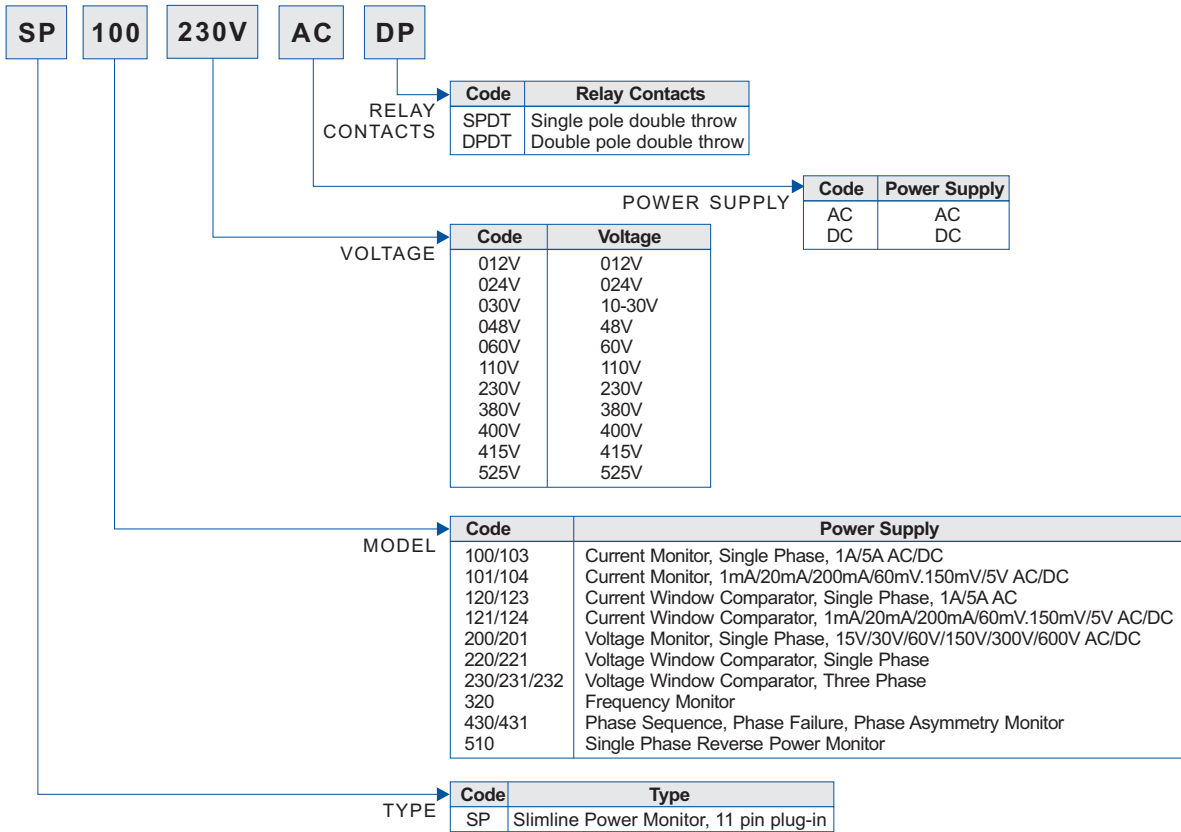 SP 100 230V AC DP
RELAY
CONTACTS
Code Relay Contacts
SPDT Single pole double throw
DPDT Double pole double throw
POWER SUPPLY
Code Power Supply
AC AC
DC DC
VOLTAGE
Code Voltage
012V 012V
024V 024V
030V 10-30V
048V 48V
060V 60V
110V 110V
230V 230V
380V 380V
400V 400V
415V 415V
525V 525V
MODEL
Code Power Supply
100/103 Current Monitor, Single Phase, 1A/5A AC/DC
101/104 Current Monitor, 1mA/20mA/200mA/60mV.150mV/5V AC/DC
120/123 Current Window Comparator, Single Phase, 1A/5A AC
121/124 Current Window Comparator, 1mA/20mA/200mA/60mV.150mV/5V AC/DC
200/201 Voltage Monitor, Single Phase, 15V/30V/60V/150V/300V/600V AC/DC
220/221 Voltage Window Comparator, Single Phase
230/231/232 Voltage Window Comparator, Three Phase
320 Frequency Monitor
430/431 Phase Sequence, Phase Failure, Phase Asymmetry Monitor
510 Single Phase Reverse Power Monitor
TYPE
Code Type
SP Slimline Power Monitor, 11 pin plug-in